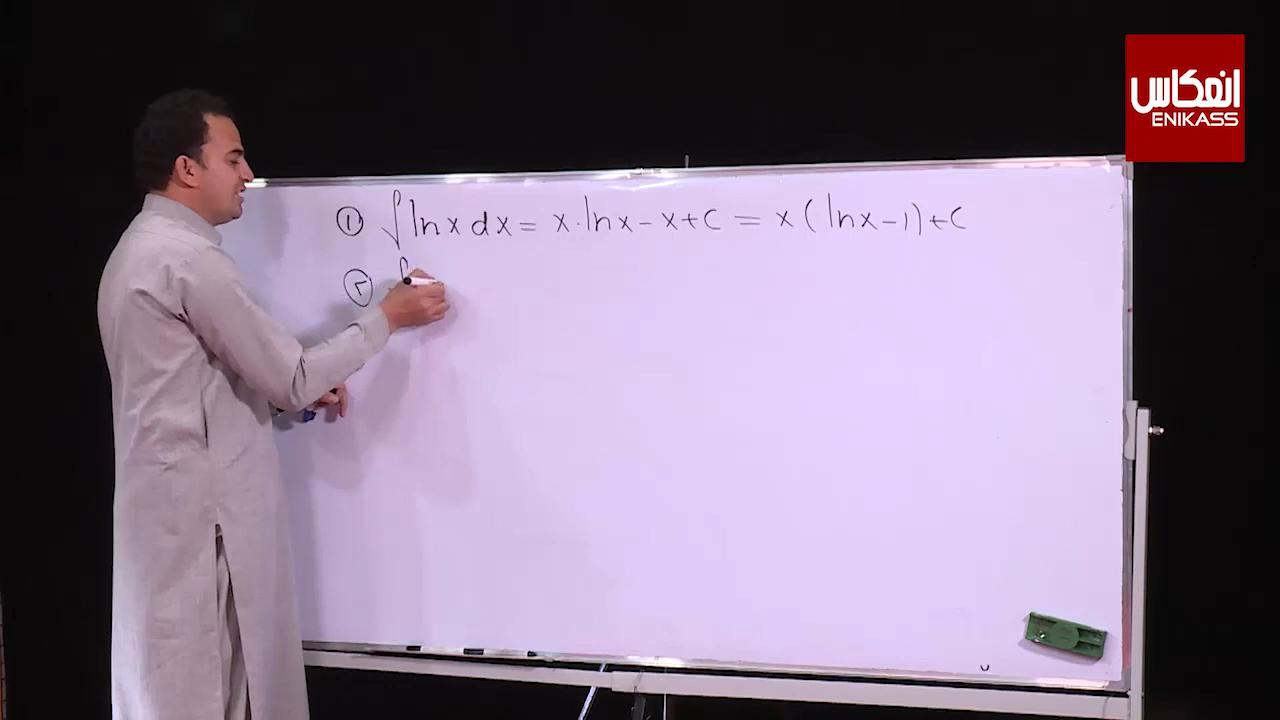 انعکاس
ENIKASS
① ∫ ln x dx = x · ln x – x + c = x ( ln x – 1 ) + c
② ∫